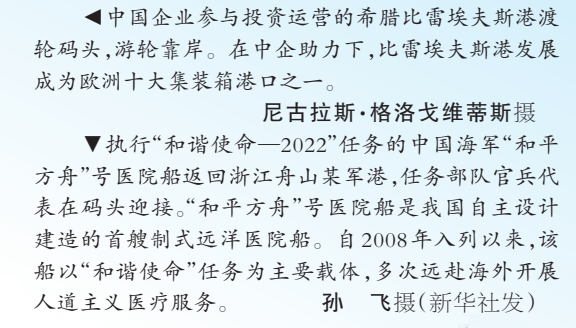 ◀中国企业参与投资运营的希腊比雷埃夫斯港渡
轮码头,游轮靠岸。在中企助力下,比雷埃夫斯港发展
成为欧洲十大集装箱港口之一。
尼古拉斯·格洛戈维蒂斯摄
▼执行“和谐使命—2022”任务的中国海军“和平
方舟”号医院船返回浙江舟山某军港,任务部队官兵代
表在码头迎接。“和平方舟”号医院船是我国自主设计
建造的首艘制式远洋医院船。自2008年入列以来,该
船以“和谐使命”任务为主要载体,多次远赴海外开展
人道主义医疗服务。 孙 飞摄(新华社发)